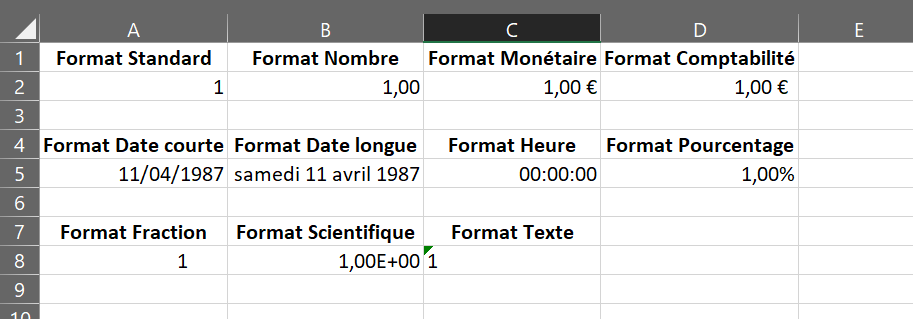 A B C D E
1 Format Standard Format Nombre Format Monétaire Format Comptabilité
2 1 1,00 1,00 € 1,00 €
3
4 Format Date courte Format Date longue Format Heure Format Pourcentage
5 11/04/1987 samedi 11 avril 1987 00:00:00 1,00%
6
7 Format Fraction Format Scientifique Format Texte
8 1 1,00E+00 1
9
10